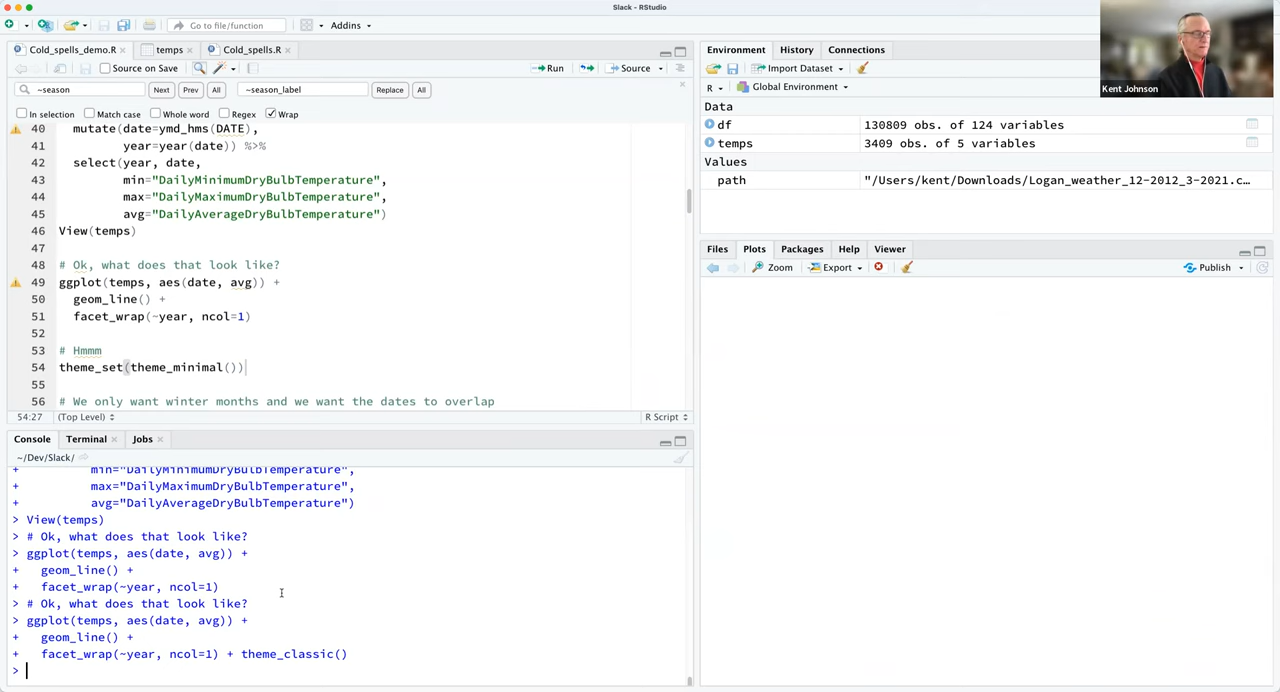 Slack - RStudio
Go to file/function
Addins
Cold_spells_demo.R
temps
Cold_spells.R
Source on Save
Run
Source
~season
Next
Prev
All
~season_label
Replace
All
In selection
Match case
Whole word
Regex
Wrap
40 mutate(date=ymd_hms(DATE),
41 year=year(date)) %>%
42 select(year, date,
43 min="DailyMinimumDryBulbTemperature",
44 max="DailyMaximumDryBulbTemperature",
45 avg="DailyAverageDryBulbTemperature")
46 View(temps)
47
48 # Ok, what does that look like?
49 ggplot(temps, aes(date, avg)) +
50 geom_line() +
51 facet_wrap(~year, ncol=1)
52
53 # Hmmm
54 theme_set(theme_minimal())
55
56 # We only want winter months and we want the dates to overlap
54:27
(Top Level)
R Script
Console
Terminal
Jobs
~/Dev/Slack/
+ min="DailyMinimumDryBulbTemperature",
+ max="DailyMaximumDryBulbTemperature",
+ avg="DailyAverageDryBulbTemperature")
> View(temps)
> # Ok, what does that look like?
> ggplot(temps, aes(date, avg)) +
+ geom_line() +
+ facet_wrap(~year, ncol=1)
> # Ok, what does that look like?
> ggplot(temps, aes(date, avg)) +
+ geom_line() +
+ facet_wrap(~year, ncol=1) + theme_classic()
>
Environment
History
Connections
Import Dataset
R
Global Environment
Data
df 130809 obs. of 124 variables
temps 3409 obs. of 5 variables
Values
path "/Users/kent/Downloads/Logan_weather_12-2012_3-2021.c…
Files
Plots
Packages
Help
Viewer
Zoom
Export
Publish
Kent Johnson